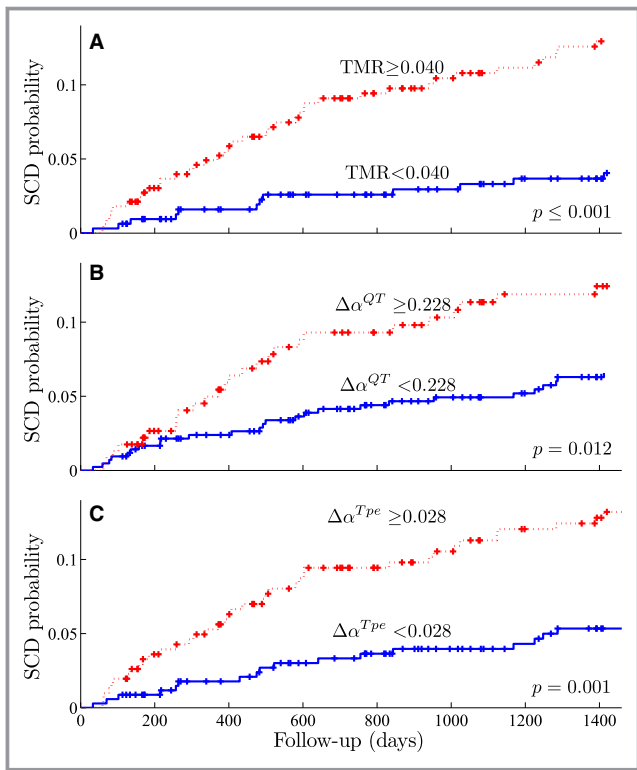 A
TMR≥0.040
TMR<0.040
p ≤ 0.001
SCD probability
0.1
0.05
0
B
Δα^{QT} ≥0.228
Δα^{QT} <0.228
p = 0.012
SCD probability
0.1
0.05
0
C
Δα^{Tpe} ≥0.028
Δα^{Tpe} <0.028
p = 0.001
SCD probability
0.1
0.05
0
0 200 400 600 800 1000 1200 1400
Follow-up (days)